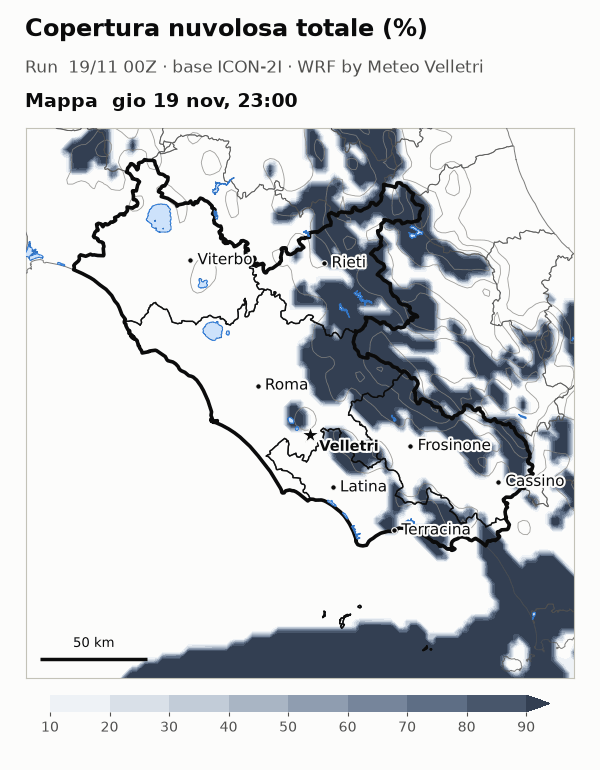 Copertura nuvolosa totale (%)
Run  19/11 00Z · base ICON-2I · WRF by Meteo Velletri
Mappa  gio 19 nov, 23:00
Viterbo
Rieti
Roma
Velletri
Frosinone
Latina
Cassino
Terracina
50 km
10 20 30 40 50 60 70 80 90